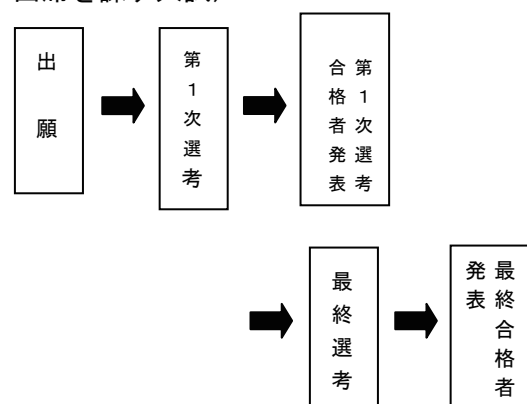 出願
第1次選考
第1次選考
合格者発表
最終選考
最終合格者
発表